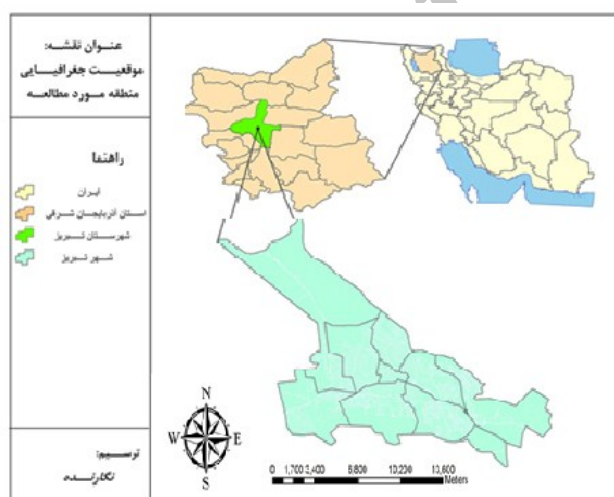 عنوان نقشه:
موقعیت جغرافیایی
منطقه مورد مطالعه
راهنما
ایران
استان آذربایجان شرقی
شهرستان تبریز
شهر تبریز
ترسیم:
نگارنده
N
W E
S
0 1,700 3,400 6,800 10,200 13,600
Meters